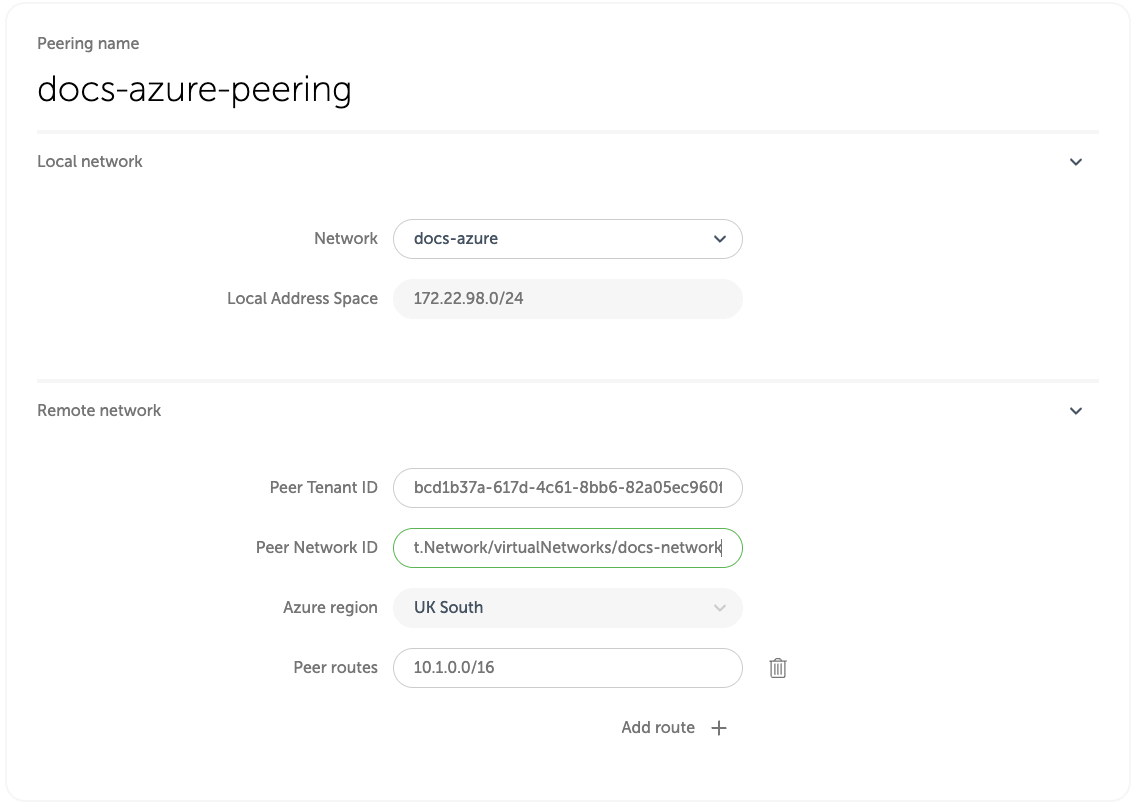 Peering name
docs-azure-peering
Local network
Network docs-azure
Local Address Space 172.22.98.0/24
Remote network
Peer Tenant ID bcd1b37a-617d-4c61-8bb6-82a05ec960f
Peer Network ID t.Network/virtualNetworks/docs-network
Azure region UK South
Peer routes 10.1.0.0/16
Add route +